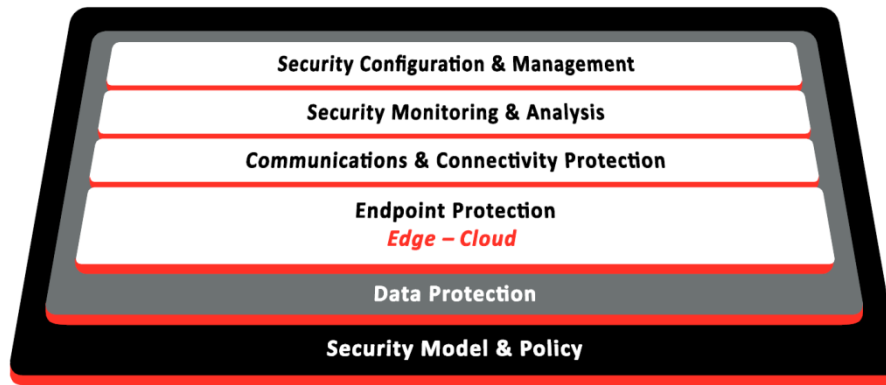 Security Configuration & Management
Security Monitoring & Analysis
Communications & Connectivity Protection
Endpoint Protection
Edge – Cloud
Data Protection
Security Model & Policy